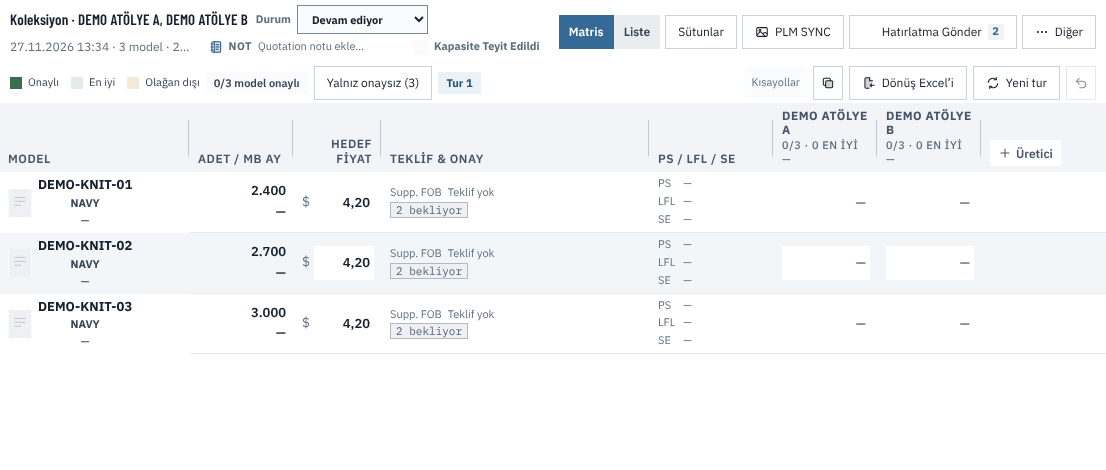 Koleksiyon · DEMO ATÖLYE A, DEMO ATÖLYE B Durum Devam ediyor
27.11.2026 13:34 · 3 model · 2... NOT Quotation notu ekle... Kapasite Teyit Edildi
Matris Liste Sütunlar PLM SYNC Hatırlatma Gönder 2 ··· Diğer
Onaylı En iyi Olağan dışı 0/3 model onaylı Yalnız onaysız (3) Tur 1 Kısayollar Dönüş Excel'i Yeni tur
MODEL ADET / MB AY HEDEF FİYAT TEKLİF & ONAY PS / LFL / SE
DEMO ATÖLYE A
0/3 · 0 EN İYİ
—
DEMO ATÖLYE B
0/3 · 0 EN İYİ
—
+ Üretici
DEMO-KNIT-01
NAVY
—
2.400
—
$ 4,20
Supp. FOB Teklif yok
2 bekliyor
PS —
LFL —
SE —
— —
DEMO-KNIT-02
NAVY
—
2.700
—
$ 4,20
Supp. FOB Teklif yok
2 bekliyor
PS —
LFL —
SE —
— —
DEMO-KNIT-03
NAVY
—
3.000
—
$ 4,20
Supp. FOB Teklif yok
2 bekliyor
PS —
LFL —
SE —
— —